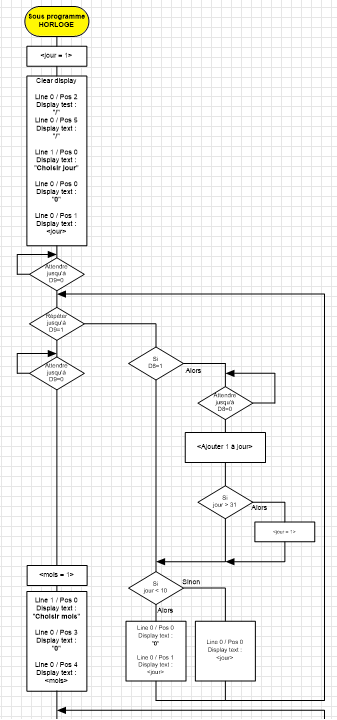 Sous programme
HORLOGE
<jour = 1>
Clear display
Line 0 / Pos 2
Display test :
"/"
Line 0 / Pos 5
Display text :
"/"
Line 1 / Pos 0
Display text :
"Choisir jour"
Line 0 / Pos 0
Display text :
"0"
Line 0 / Pos 1
Display text :
<jour>
Attendre
jusqu'à
D9=0
Répéter
jusqu'à
D9=1
Attendre
jusqu'à
D9=0
Si
D8=1
Alors
Attendre
jusqu'à
D8=0
<Ajouter 1 à jour>
Si
jour > 31
Alors
<jour = 1>
Si
jour < 10
Sinon
Alors
Line 0 / Pos 0
Display text :
"0"
Line 0 / Pos 1
Display text :
<jour>
Line 0 / Pos 0
Display text :
<jour>
<mois = 1>
Line 1 / Pos 0
Display text :
"Choisir mois"
Line 0 / Pos 3
Display text :
"0"
Line 0 / Pos 4
Display text :
<mois>